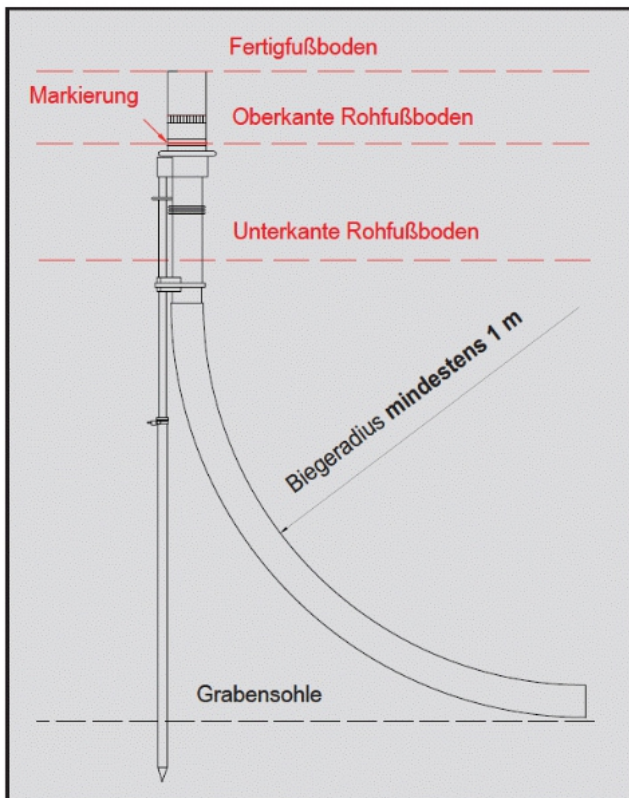 Fertigfußboden
Markierung
Oberkante Rohfußboden
Unterkante Rohfußboden
Biegeradius mindestens 1 m
Grabensohle